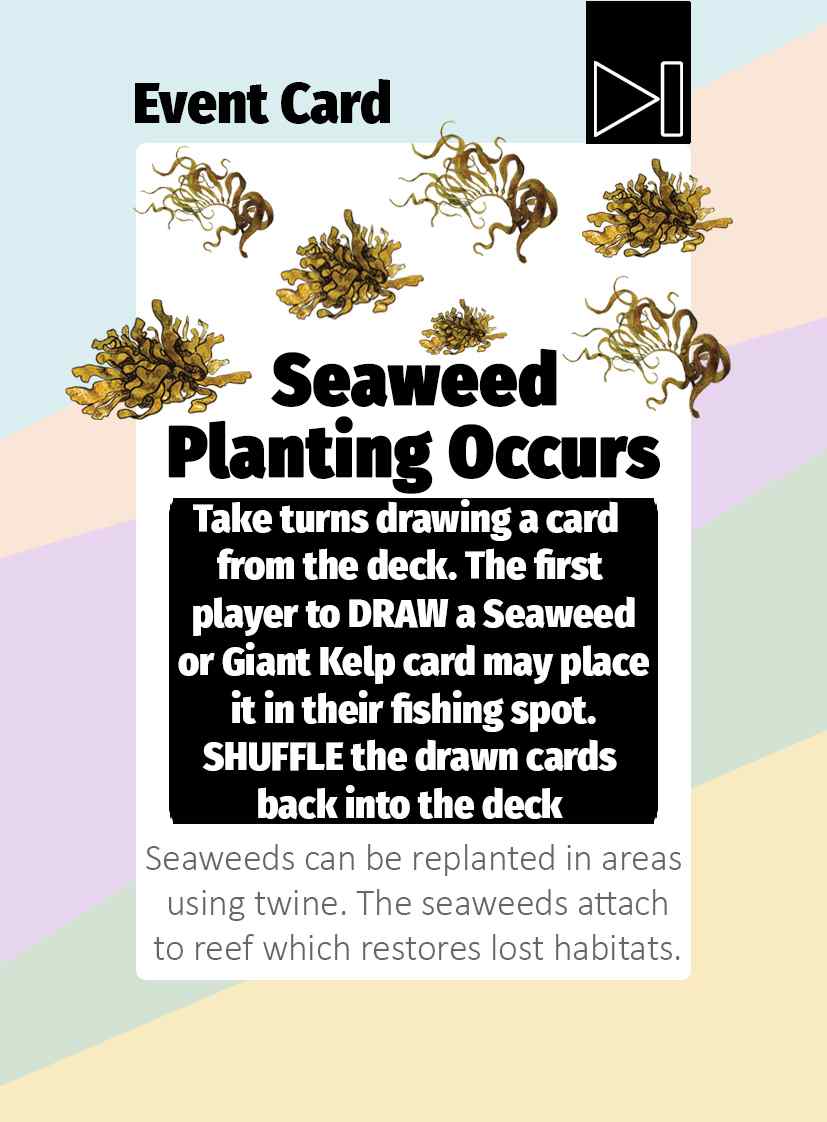 Event Card
Seaweed
Planting Occurs
Take turns drawing a card
from the deck. The first
player to DRAW a Seaweed
or Giant Kelp card may place
it in their fishing spot.
SHUFFLE the drawn cards
back into the deck
Seaweeds can be replanted in areas
using twine. The seaweeds attach
to reef which restores lost habitats.